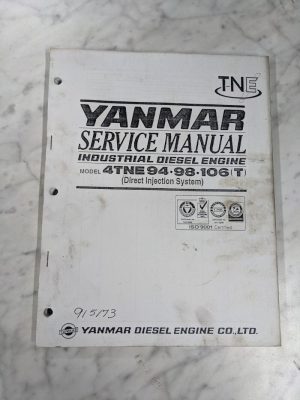 TNE
YANMAR
SERVICE MANUAL
INDUSTRIAL DIESEL ENGINE
MODEL 4TNE94·98·106(T)
(Direct Injection System)
ISO 9001 Certified
915173
YANMAR DIESEL ENGINE CO.,LTD.